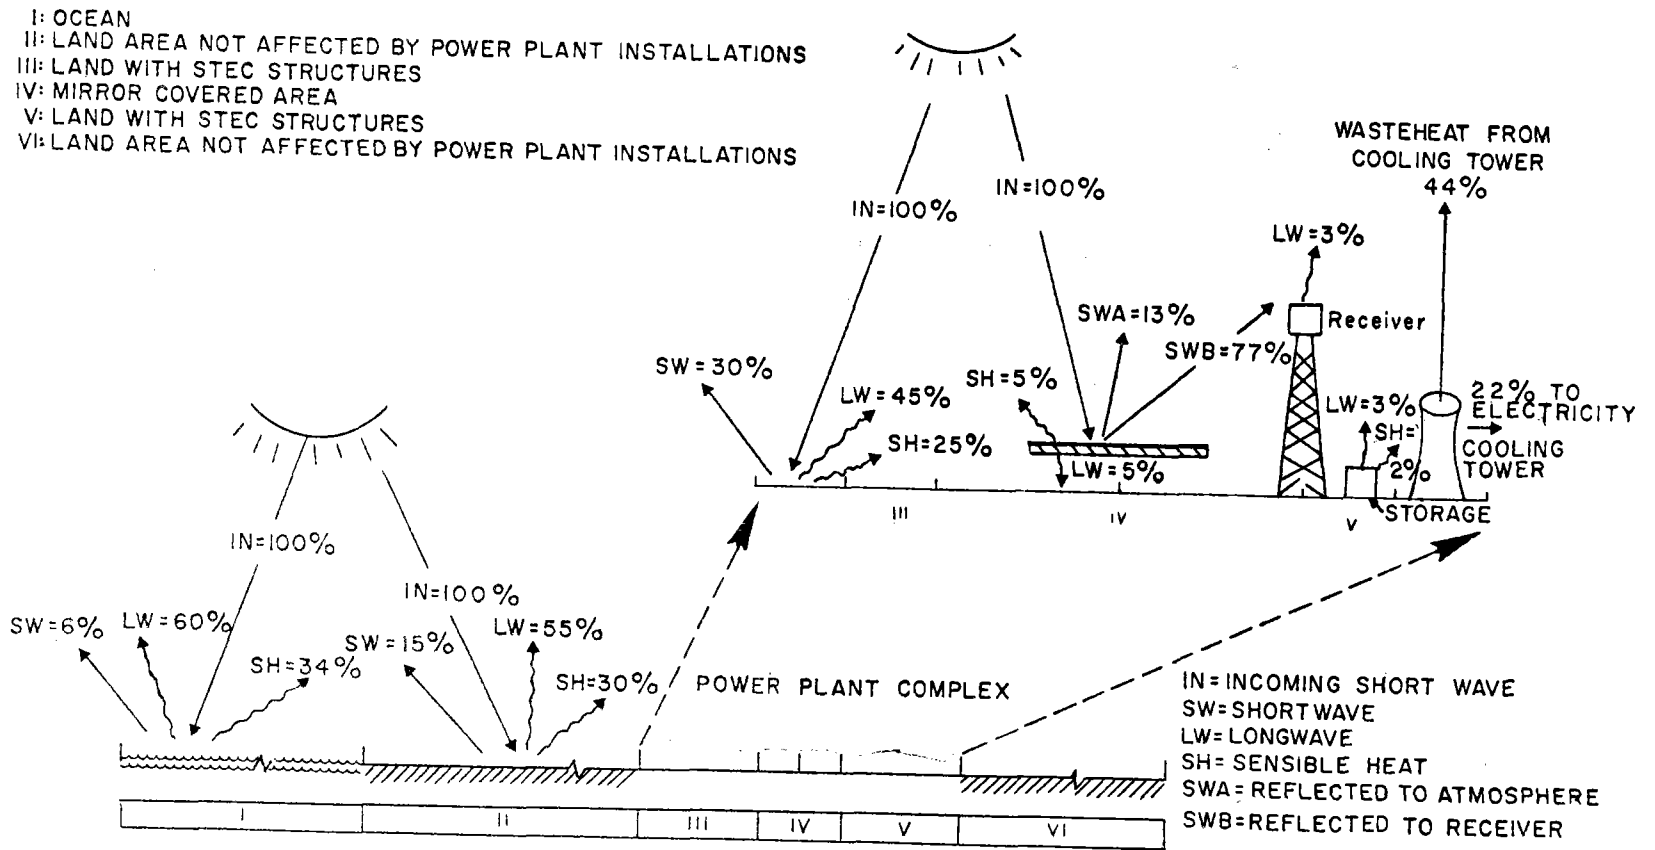 I: OCEAN
II: LAND AREA NOT AFFECTED BY POWER PLANT INSTALLATIONS
III: LAND WITH STEC STRUCTURES
IV: MIRROR COVERED AREA
V: LAND WITH STEC STRUCTURES
VI: LAND AREA NOT AFFECTED BY POWER PLANT INSTALLATIONS
WASTEHEAT FROM
COOLING TOWER
44%
IN=100%
IN=100%
LW=3%
SWA=13%
Receiver
SWB=77%
SW=30%
SH=5%
LW=45%
LW=3%
22% TO
ELECTRICITY
SH=
2%
SH=25%
COOLING
TOWER
LW=5%
STORAGE
III
IV
V
IN=100%
IN=100%
SW=6%
LW=60%
SW=15%
LW=55%
SH=34%
SH=30%
POWER PLANT COMPLEX
IN=INCOMING SHORT WAVE
SW=SHORTWAVE
LW=LONGWAVE
SH=SENSIBLE HEAT
SWA=REFLECTED TO ATMOSPHERE
SWB=REFLECTED TO RECEIVER
I
II
III
IV
V
VI